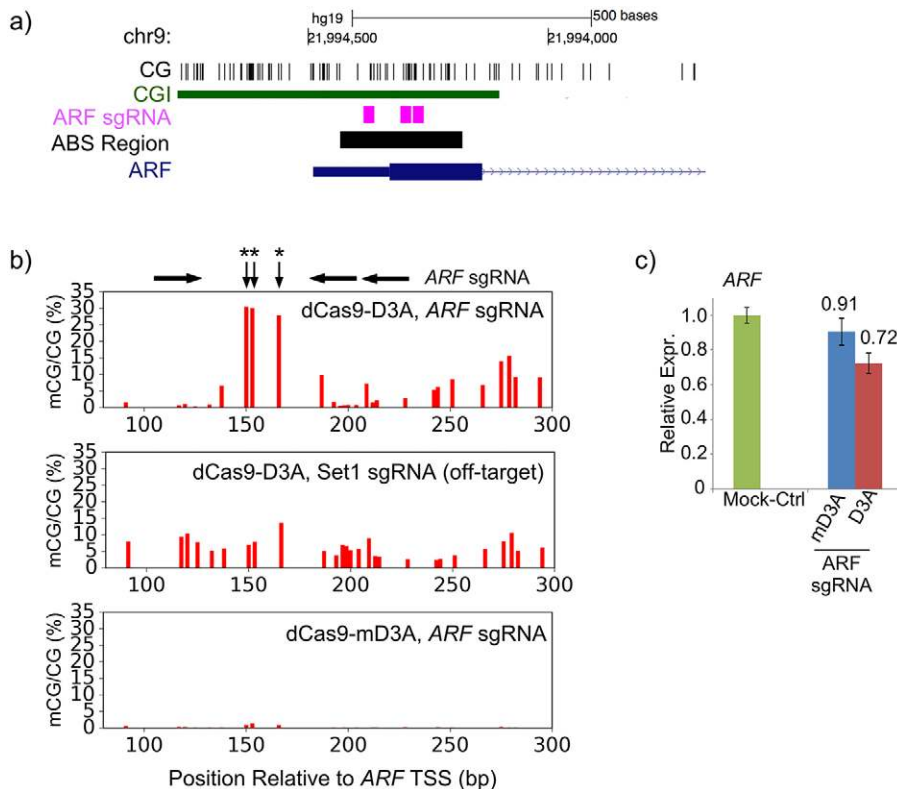 a)
hg19 500 bases
chr9: 21,994,500 21,994,000
CG
CGI
ARF sgRNA
ABS Region
ARF
b)
** *
ARF sgRNA
dCas9-D3A, ARF sgRNA
mCG/CG (%)
35
30
25
20
15
10
5
0
100 150 200 250 300
dCas9-D3A, Set1 sgRNA (off-target)
mCG/CG (%)
35
30
25
20
15
10
5
0
100 150 200 250 300
dCas9-mD3A, ARF sgRNA
mCG/CG (%)
35
30
25
20
15
10
5
0
100 150 200 250 300
Position Relative to ARF TSS (bp)
c)
ARF
Relative Expr.
1.0
0.8
0.6
0.4
0.2
0
0.91
0.72
Mock-Ctrl
mD3A
D3A
ARF
sgRNA